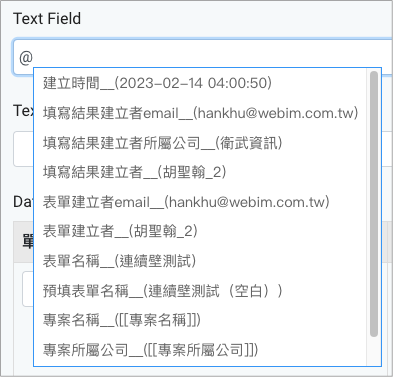 Text Field
@
建立時間__(2023-02-14 04:00:50)
填寫結果建立者email__(hankhu@webim.com.tw)
填寫結果建立者所屬公司__(衛武資訊)
填寫結果建立者__(胡聖翰_2)
表單建立者email__(hankhu@webim.com.tw)
表單建立者__(胡聖翰_2)
表單名稱__(連續壁測試)
預填表單名稱__(連續壁測試（空白）)
專案名稱__([[專案名稱]])
專案所屬公司__([[專案所屬公司]])
Tex
Dat
單